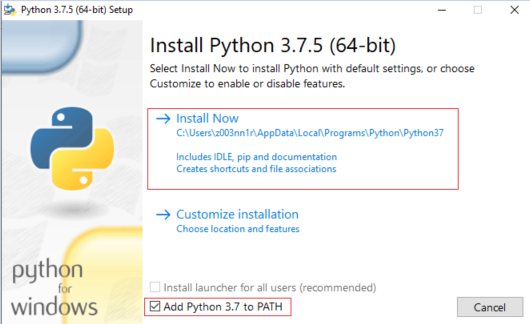 Python 3.7.5 (64-bit) Setup
Install Python 3.7.5 (64-bit)
Select Install Now to install Python with default settings, or choose
Customize to enable or disable features.
Install Now
C:\Users\z003nn1r\AppData\Local\Programs\Python\Python37
Includes IDLE, pip and documentation
Creates shortcuts and file associations
Customize installation
Choose location and features
python
for
windows
Install launcher for all users (recommended)
Add Python 3.7 to PATH
Cancel